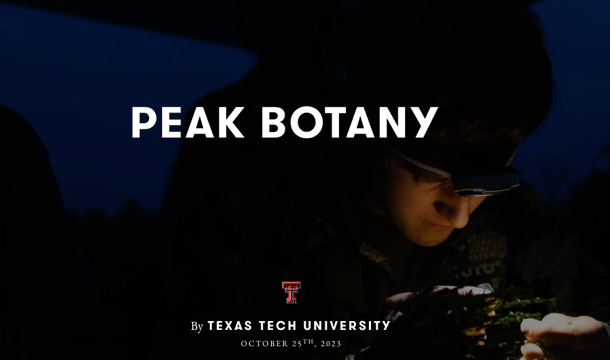 PEAK BOTANY
By TEXAS TECH UNIVERSITY
OCTOBER 25TH, 2023